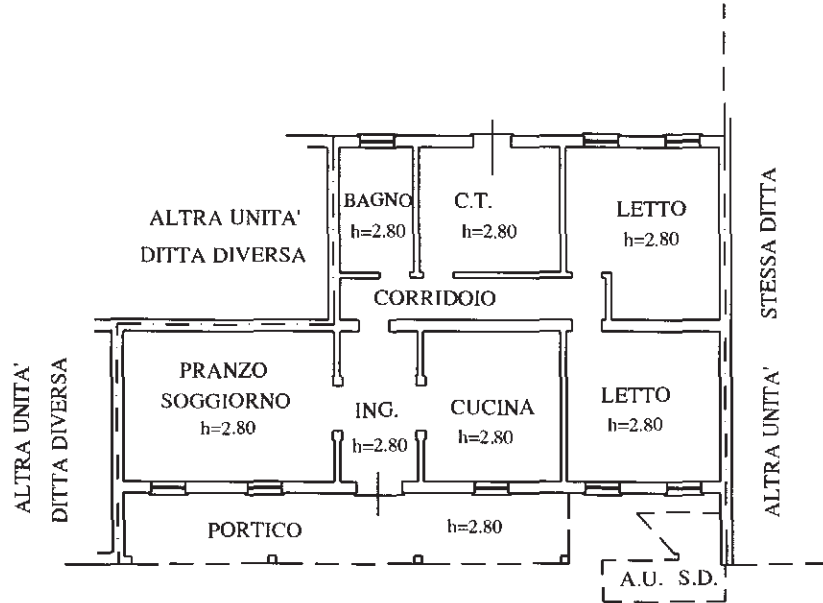 BAGNO
h=2.80
C.T.
h=2.80
LETTO
h=2.80
ALTRA UNITA'
DITTA DIVERSA
CORRIDOIO
PRANZO
SOGGIORNO
h=2.80
ING.
h=2.80
CUCINA
h=2.80
LETTO
h=2.80
ALTRA UNITA'
DITTA DIVERSA
ALTRA UNITA' STESSA DITTA
PORTICO h=2.80
A.U. S.D.